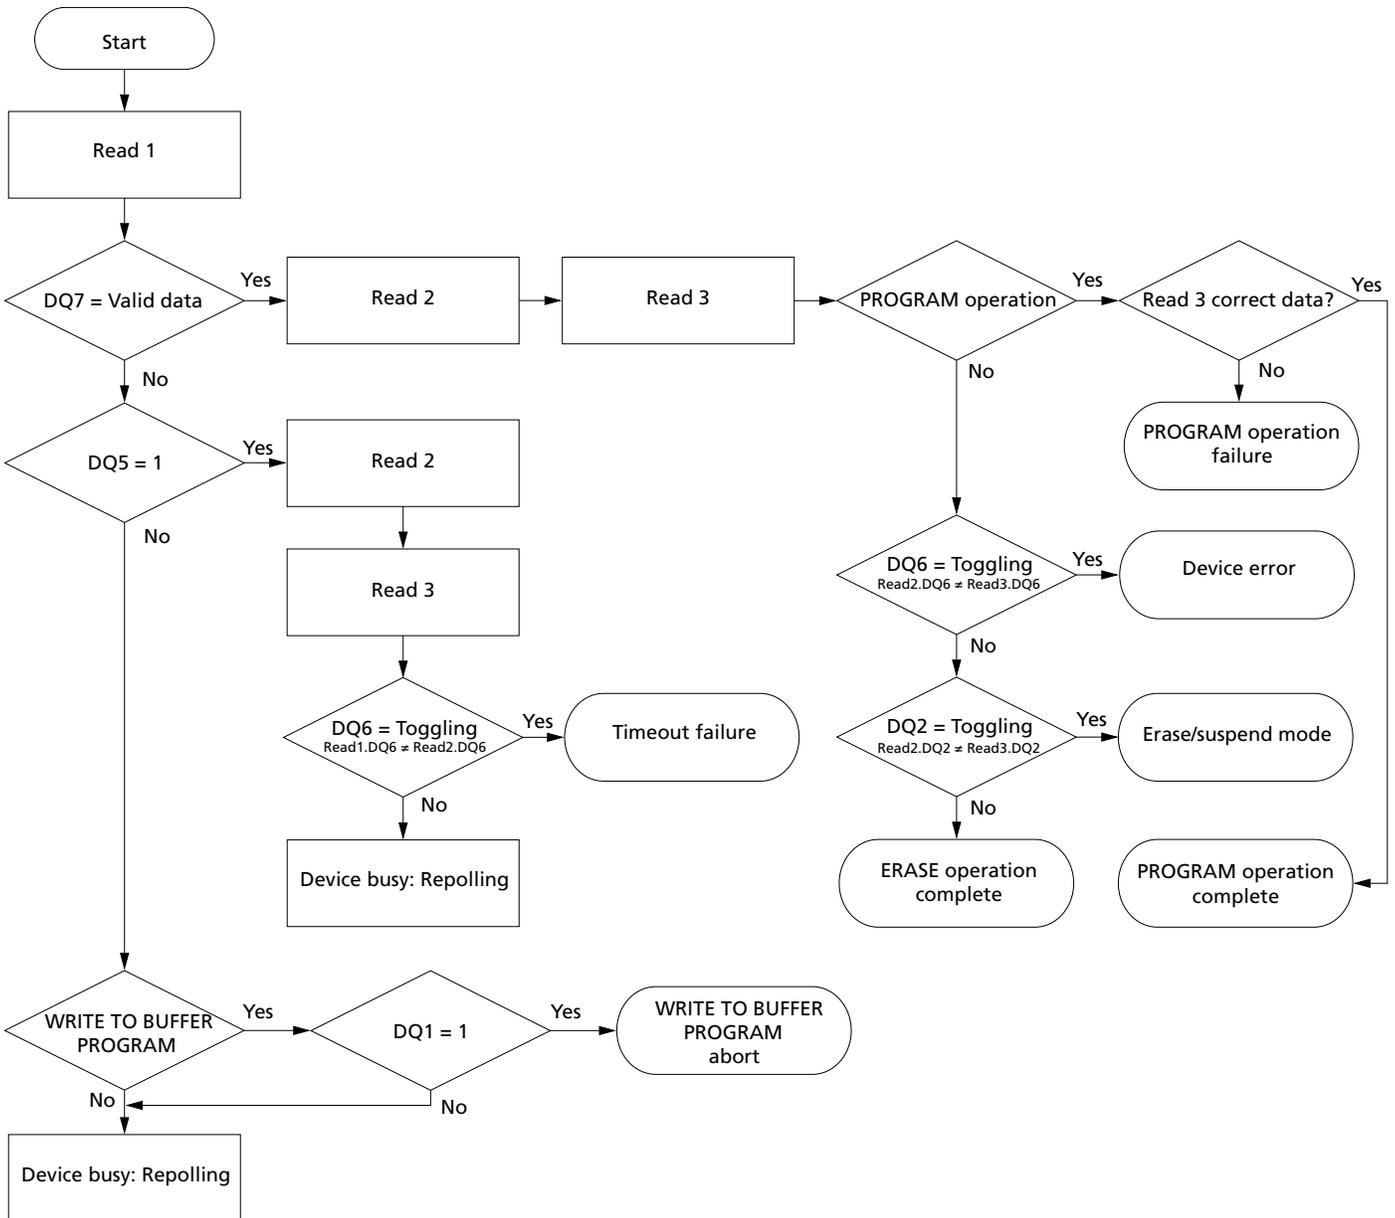 Start
Read 1
DQ7 = Valid data
Yes
Read 2
Read 3
PROGRAM operation
Yes
Read 3 correct data?
Yes
No
No
No
PROGRAM operation
failure
DQ5 = 1
Yes
Read 2
No
Read 3
DQ6 = Toggling
Read2.DQ6 ≠ Read3.DQ6
Yes
Device error
No
DQ6 = Toggling
Read1.DQ6 ≠ Read2.DQ6
Yes
Timeout failure
DQ2 = Toggling
Read2.DQ2 ≠ Read3.DQ2
Yes
Erase/suspend mode
No
No
Device busy: Repolling
ERASE operation
complete
PROGRAM operation
complete
WRITE TO BUFFER
PROGRAM
Yes
DQ1 = 1
Yes
WRITE TO BUFFER
PROGRAM
abort
No
No
Device busy: Repolling